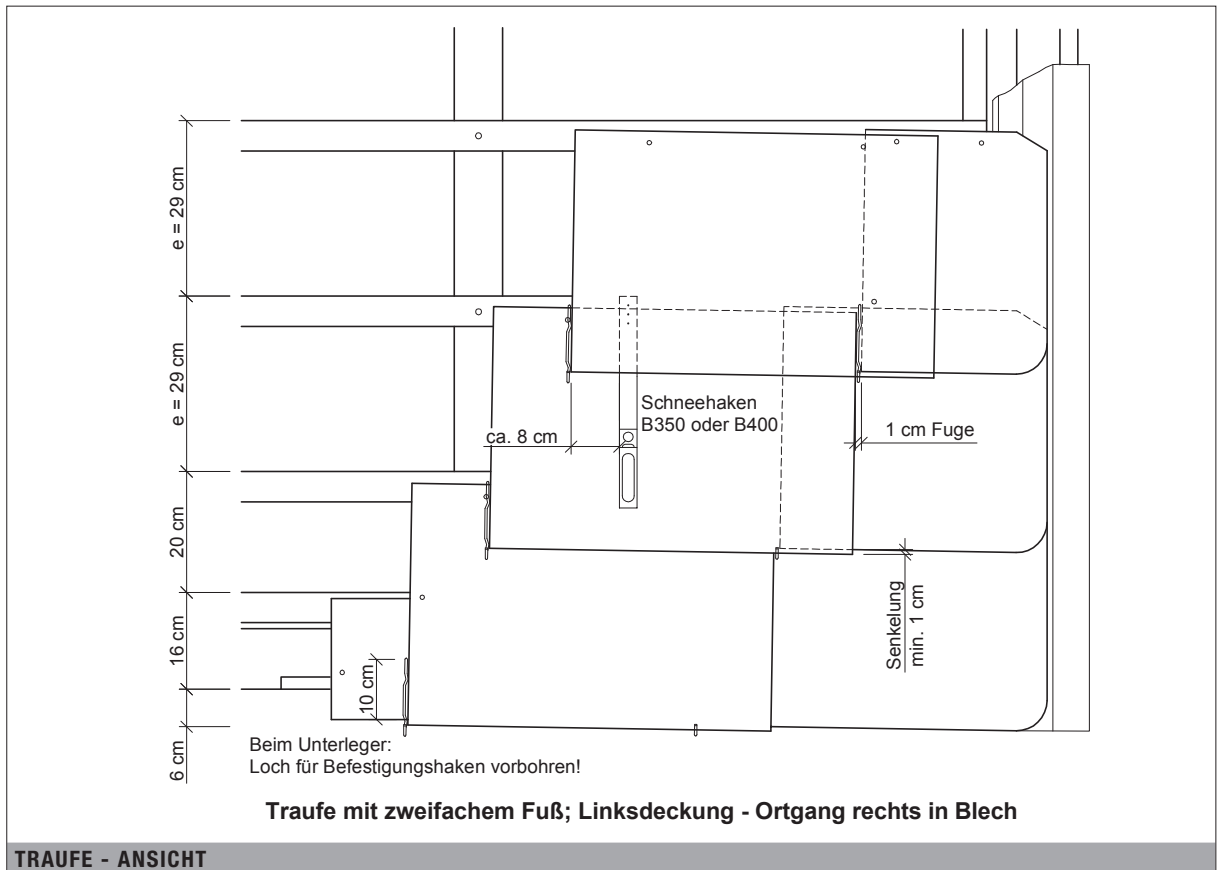 e = 29 cm
e = 29 cm
20 cm
16 cm
6 cm
10 cm
ca. 8 cm
Schneehaken
B350 oder B400
1 cm Fuge
Senkelung
min. 1 cm
Beim Unterleger:
Loch für Befestigungshaken vorbohren!
Traufe mit zweifachem Fuß; Linksdeckung - Ortgang rechts in Blech
TRAUFE - ANSICHT